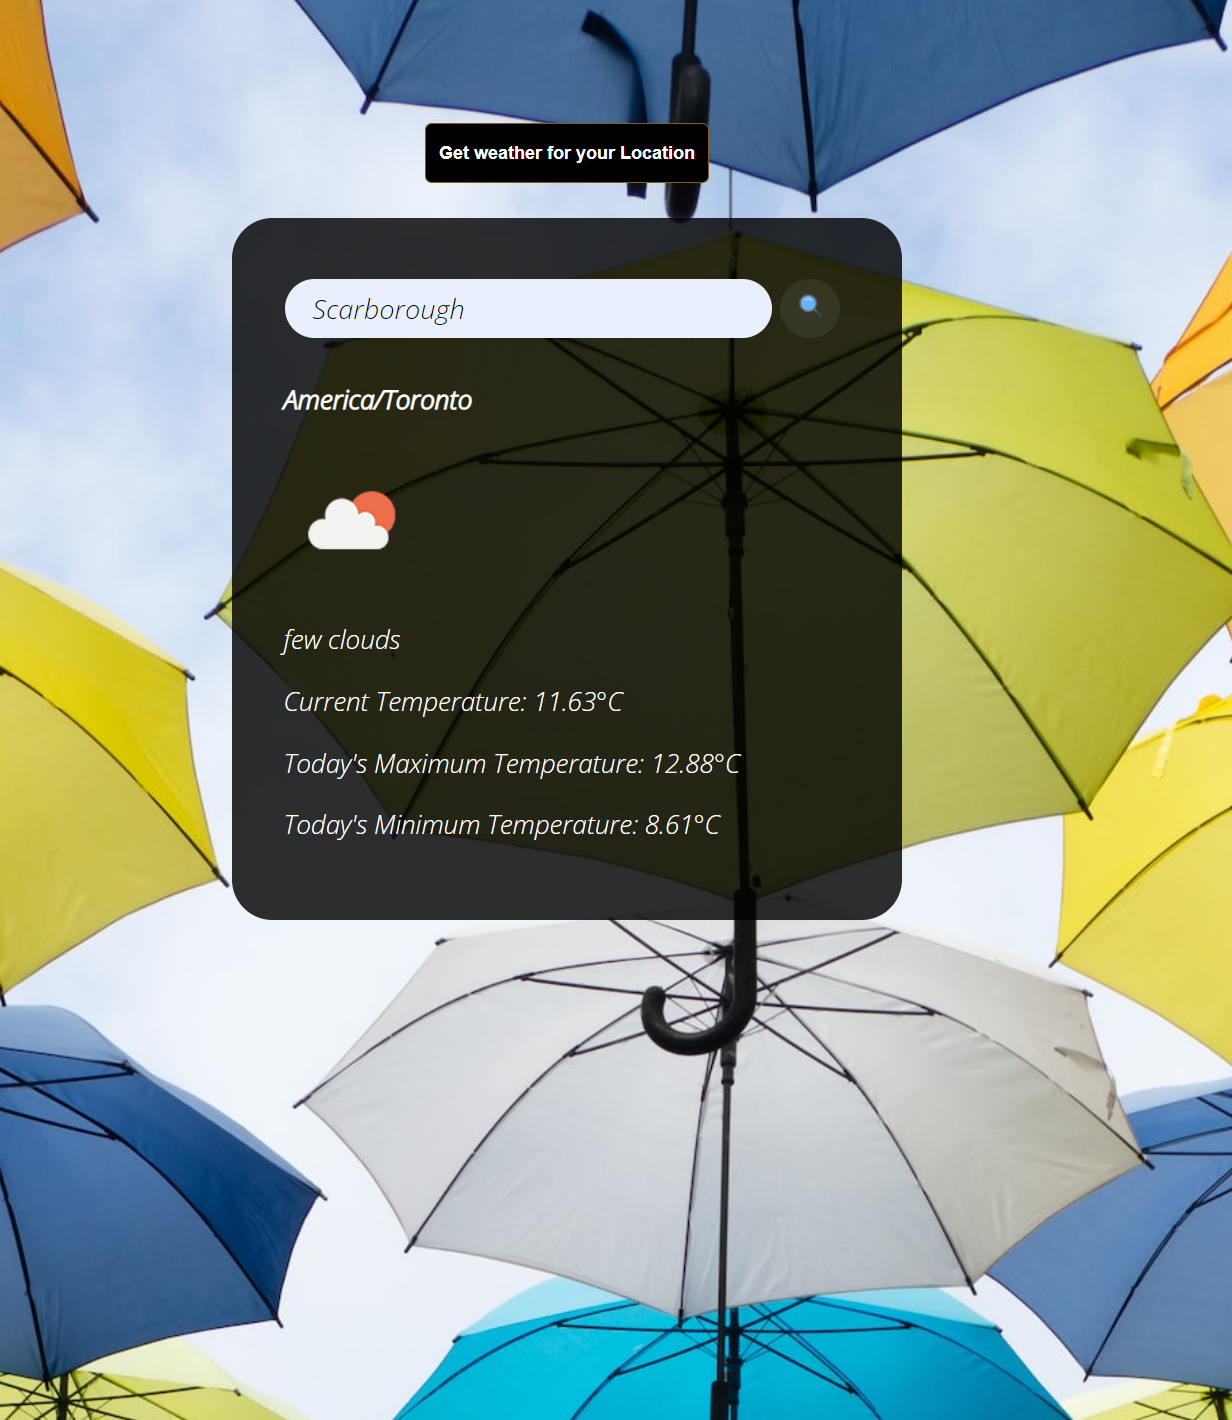 Get weather for your Location
Scarborough
America/Toronto
few clouds
Current Temperature: 11.63°C
Today's Maximum Temperature: 12.88°C
Today's Minimum Temperature: 8.61°C